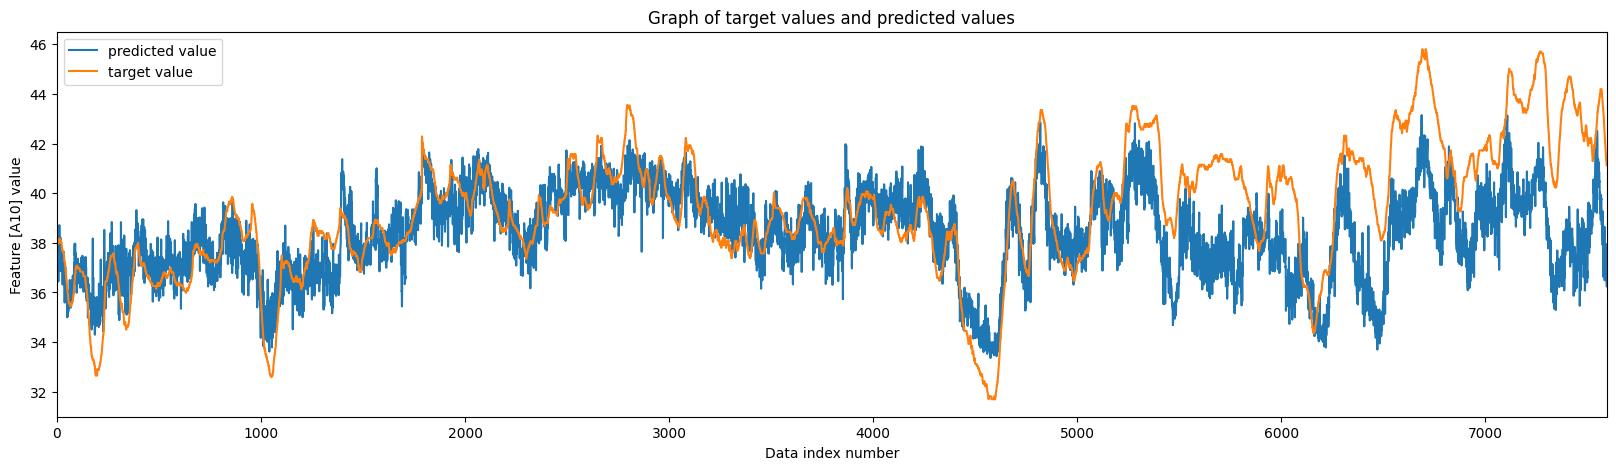 Graph of target values and predicted values
predicted value
target value
Feature [A10] value
46
44
42
40
38
36
34
32
0 1000 2000 3000 4000 5000 6000 7000
Data index number